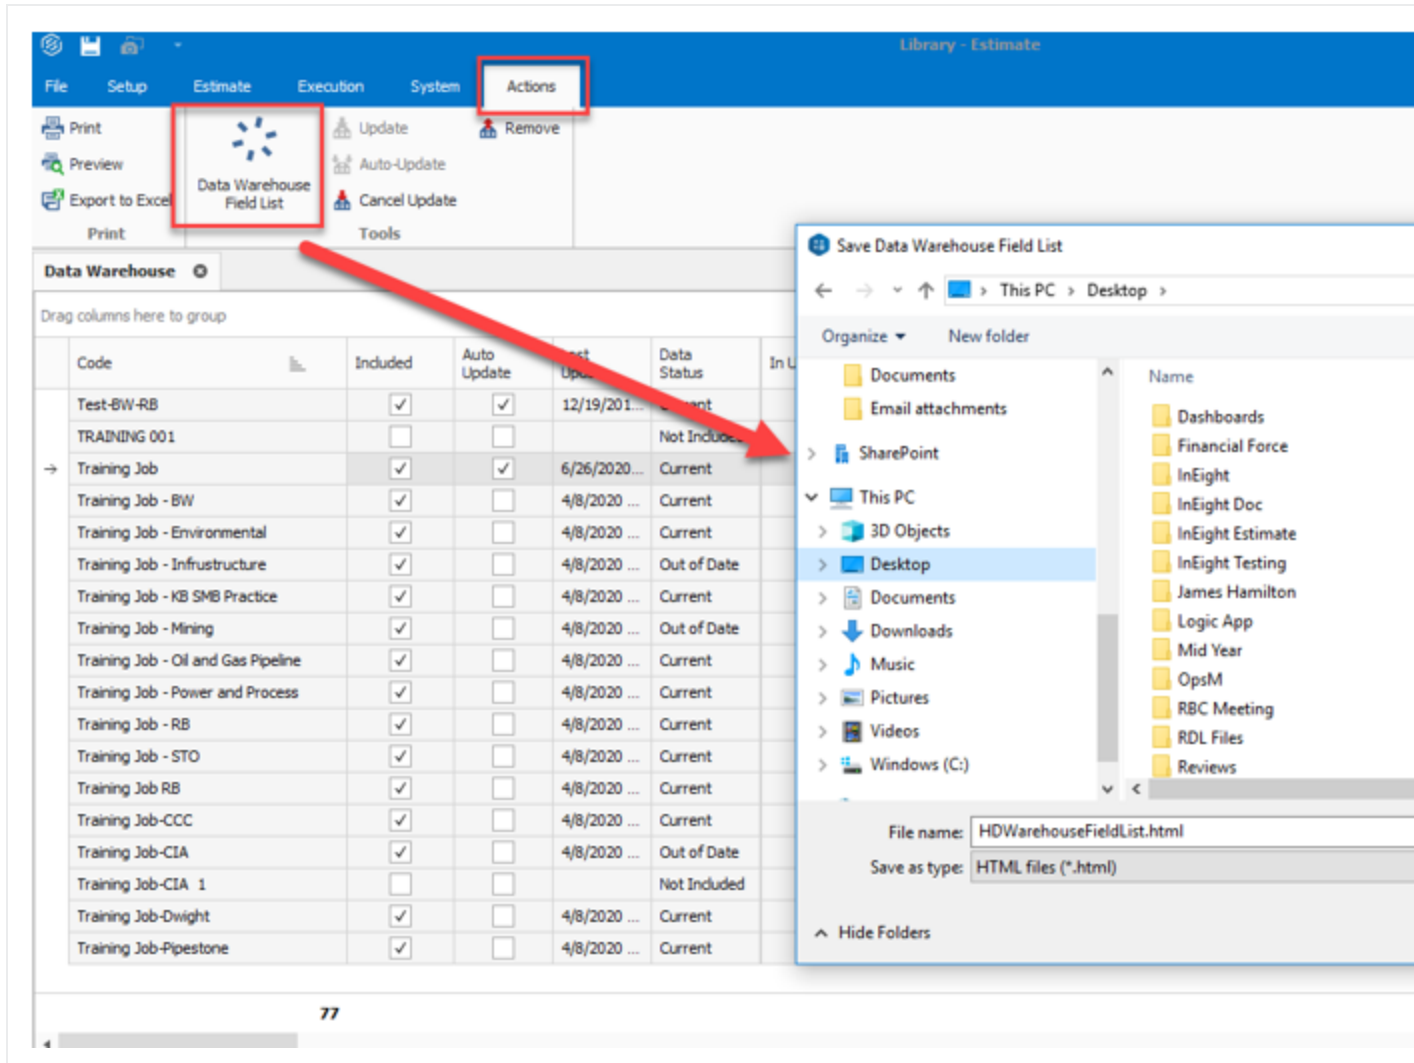 Library - Estimate
File Setup Estimate Execution System Actions
Print
Preview
Export to Excel
Print
Data Warehouse
Field List
Update
Auto-Update
Cancel Update
Tools
Remove
Data Warehouse
Drag columns here to group
Code Included Auto Update Data Status In U
Test-BW-RB 12/19/201...
TRAINING 001 Not Included
Training Job 6/26/2020... Current
Training Job - BW 4/8/2020 ... Current
Training Job - Environmental 4/8/2020 ... Current
Training Job - Infrustructure 4/8/2020 ... Out of Date
Training Job - KB SMB Practice 4/8/2020 ... Current
Training Job - Mining 4/8/2020 ... Out of Date
Training Job - Oil and Gas Pipeline 4/8/2020 ... Current
Training Job - Power and Process 4/8/2020 ... Current
Training Job - RB 4/8/2020 ... Current
Training Job - STO 4/8/2020 ... Current
Training Job RB 4/8/2020 ... Current
Training Job-CCC 4/8/2020 ... Current
Training Job-CIA 4/8/2020 ... Out of Date
Training Job-CIA 1 Not Included
Training Job-Dwight 4/8/2020 ... Current
Training Job-Pipestone 4/8/2020 ... Current
77
Save Data Warehouse Field List
This PC > Desktop >
Organize New folder
Documents
Email attachments
SharePoint
This PC
3D Objects
Desktop
Documents
Downloads
Music
Pictures
Videos
Windows (C:)
Name
Dashboards
Financial Force
InEight
InEight Doc
InEight Estimate
InEight Testing
James Hamilton
Logic App
Mid Year
OpsM
RBC Meeting
RDL Files
Reviews
File name: HDWarehouseFieldList.html
Save as type: HTML files (*.html)
Hide Folders